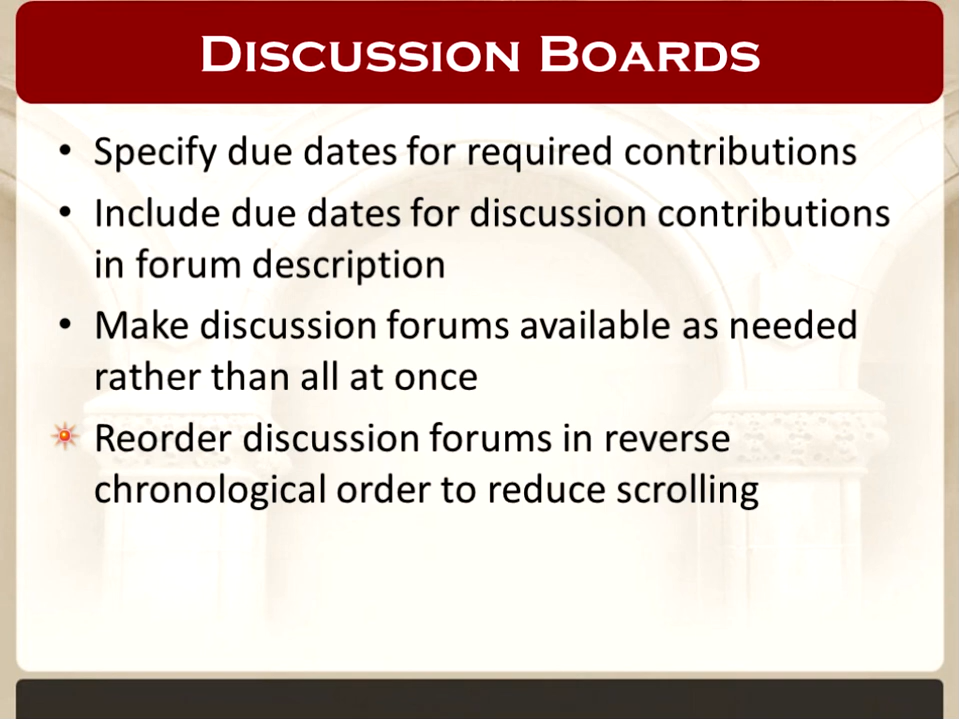 Discussion Boards
• Specify due dates for required contributions
• Include due dates for discussion contributions
in forum description
• Make discussion forums available as needed
rather than all at once
Reorder discussion forums in reverse
chronological order to reduce scrolling